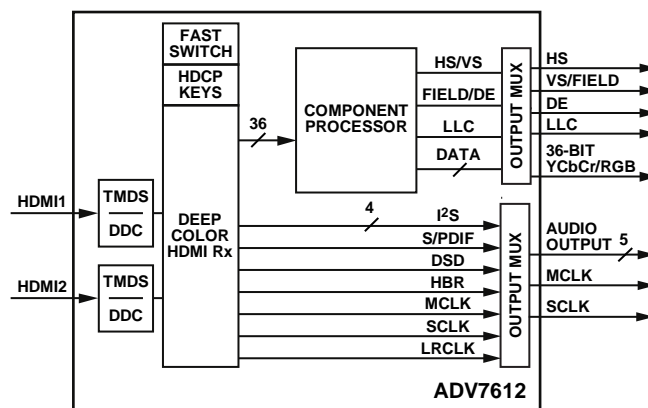 FAST
SWITCH
HDCP
KEYS
DEEP
COLOR
HDMI Rx
HDMI1
TMDS
DDC
HDMI2
TMDS
DDC
36
COMPONENT
PROCESSOR
HS/VS
FIELD/DE
LLC
DATA
OUTPUT MUX
HS
VS/FIELD
DE
LLC
36-BIT
YCbCr/RGB
4
I²S
S/PDIF
DSD
HBR
MCLK
SCLK
LRCLK
OUTPUT MUX
AUDIO
OUTPUT 5
MCLK
SCLK
ADV7612